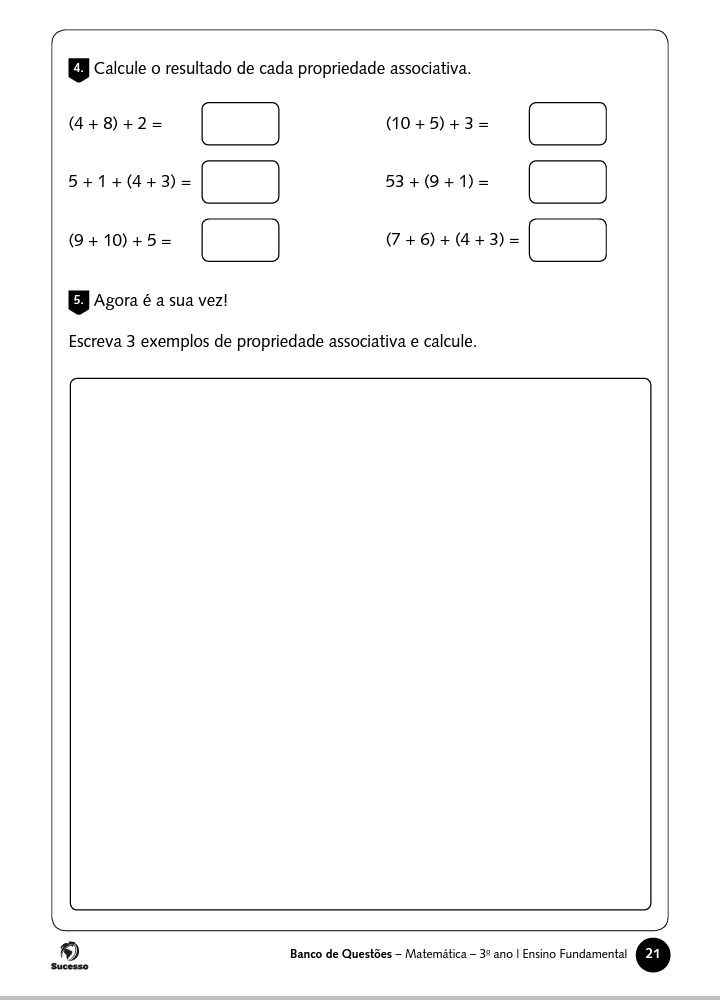 4. Calcule o resultado de cada propriedade associativa.
(4 + 8) + 2 =
(10 + 5) + 3 =
5 + 1 + (4 + 3) =
53 + (9 + 1) =
(9 + 10) + 5 =
(7 + 6) + (4 + 3) =
5. Agora é a sua vez!
Escreva 3 exemplos de propriedade associativa e calcule.
Sucesso
Banco de Questões – Matemática – 3º ano | Ensino Fundamental 21